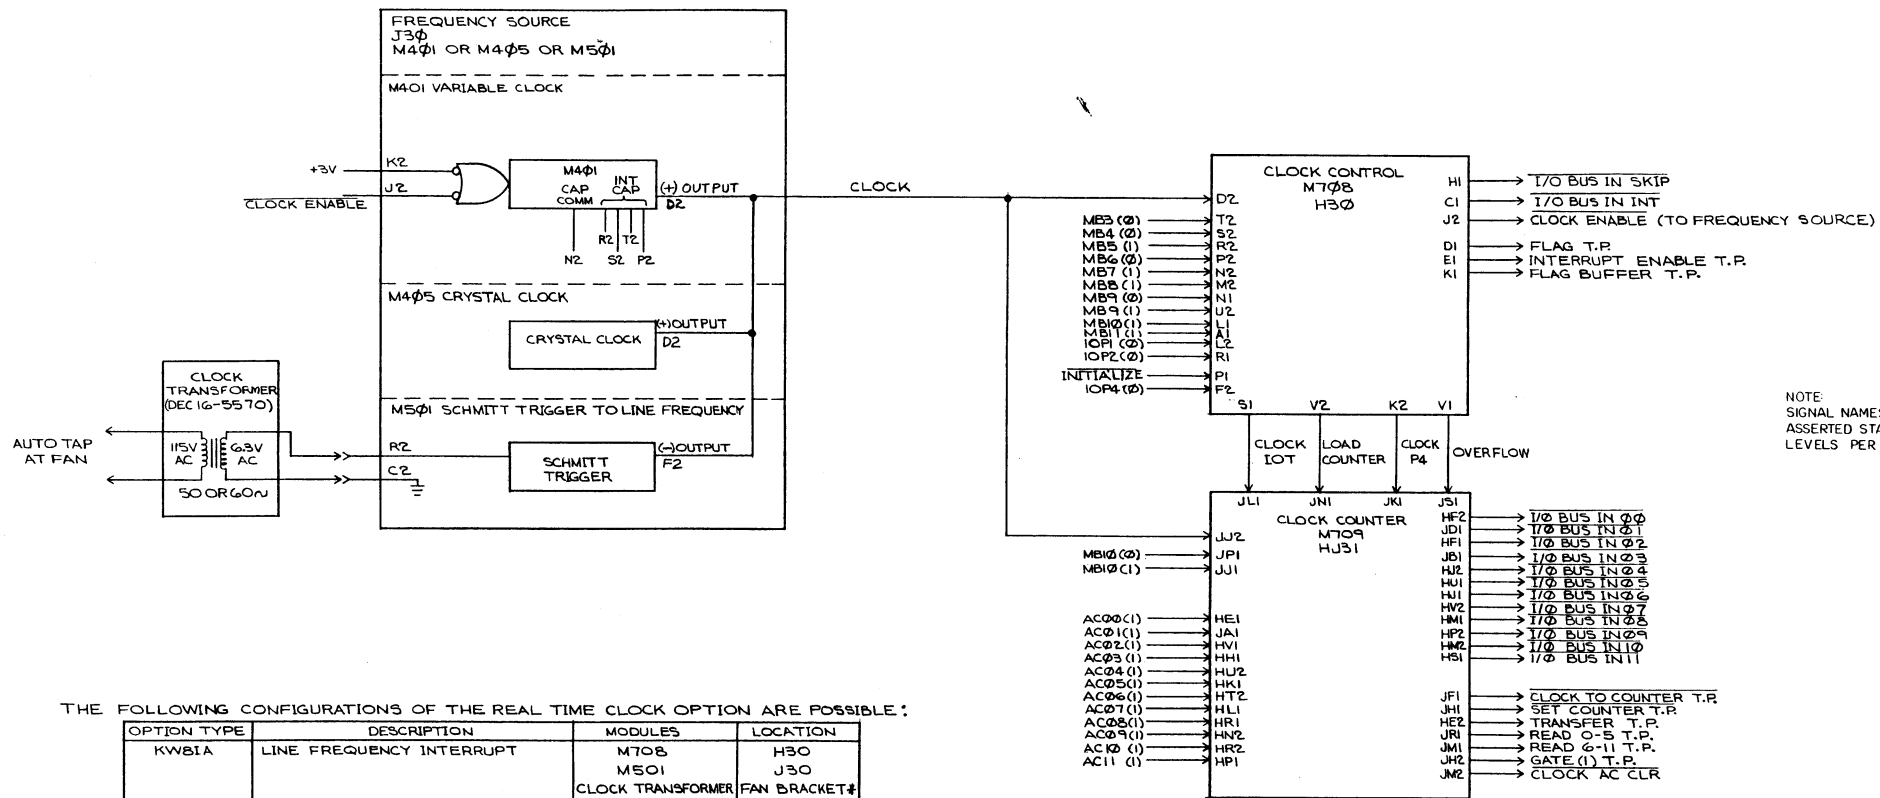 FREQUENCY SOURCE
J3Ø
M4Ø1 OR M4Ø5 OR M5Ø1
M401 VARIABLE CLOCK
+3V
K2
CLOCK ENABLE
J2
M4Ø1
CAP COMM
INT CAP
N2
R2
S2
T2
P2
(+) OUTPUT
D2
CLOCK
M4Ø5 CRYSTAL CLOCK
CRYSTAL CLOCK
(+) OUTPUT
D2
M5Ø1 SCHMITT TRIGGER TO LINE FREQUENCY
SCHMITT
TRIGGER
(-) OUTPUT
F2
R2
C2
CLOCK
TRANSFORMER
(DEC 16-5570)
115V AC
6.3V AC
50 OR 60~
AUTO TAP
AT FAN
CLOCK CONTROL
M7Ø8
H3Ø
D2
MB3 (Ø) T2
MB4 (Ø) S2
MB5 (1) R2
MB6 (Ø) P2
MB7 (1) N2
MB8 (1) M2
MB9 (Ø) N1
MB9 (1) U2
MB1Ø (1) L1
MB11 (1) A1
IOP1 (Ø) L2
IOP2 (Ø) R1
INITIALIZE P1
IOP4 (Ø) F2
H1 I/O BUS IN SKIP
C1 I/O BUS IN INT
J2 CLOCK ENABLE (TO FREQUENCY SOURCE)
D1 FLAG T.P.
E1 INTERRUPT ENABLE T.P.
K1 FLAG BUFFER T.P.
S1 V2 K2 V1
CLOCK IOT
LOAD COUNTER
CLOCK P4
OVERFLOW
JL1 JN1 JK1 JS1
CLOCK COUNTER
M709
HJ31
JJ2
MB1Ø (Ø) JP1
MB1Ø (1) JJ1
ACØØ (1) HE1
ACØ1 (1) JA1
ACØ2 (1) HV1
ACØ3 (1) HH1
ACØ4 (1) HU2
ACØ5 (1) HK1
ACØ6 (1) HT2
ACØ7 (1) HL1
ACØ8 (1) HR1
ACØ9 (1) HN2
AC1Ø (1) HR2
AC11 (1) HP1
HF2 I/Ø BUS IN ØØ
JD1 I/Ø BUS IN Ø1
HF1 I/Ø BUS IN Ø2
JB1 I/Ø BUS IN Ø3
HJ2 I/Ø BUS IN Ø4
HU1 I/Ø BUS IN Ø5
HJ1 I/Ø BUS IN Ø6
HV2 I/Ø BUS IN Ø7
HM1 I/Ø BUS IN Ø8
HP2 I/Ø BUS IN Ø9
HM2 I/Ø BUS IN 1Ø
HS1 I/Ø BUS IN 11
JF1 CLOCK TO COUNTER T.P.
JH1 SET COUNTER T.P.
HE2 TRANSFER T.P.
JR1 READ 0-5 T.P.
JM1 READ 6-11 T.P.
JH2 GATE (1) T.P.
JM2 CLOCK AC CLR
NOTE:
SIGNAL NAMES
ASSERTED STA
LEVELS PER
THE FOLLOWING CONFIGURATIONS OF THE REAL TIME CLOCK OPTION ARE POSSIBLE:
OPTION TYPE DESCRIPTION MODULES LOCATION
KW8IA LINE FREQUENCY INTERRUPT M708 H30
M501 J30
CLOCK TRANSFORMER FAN BRACKET#